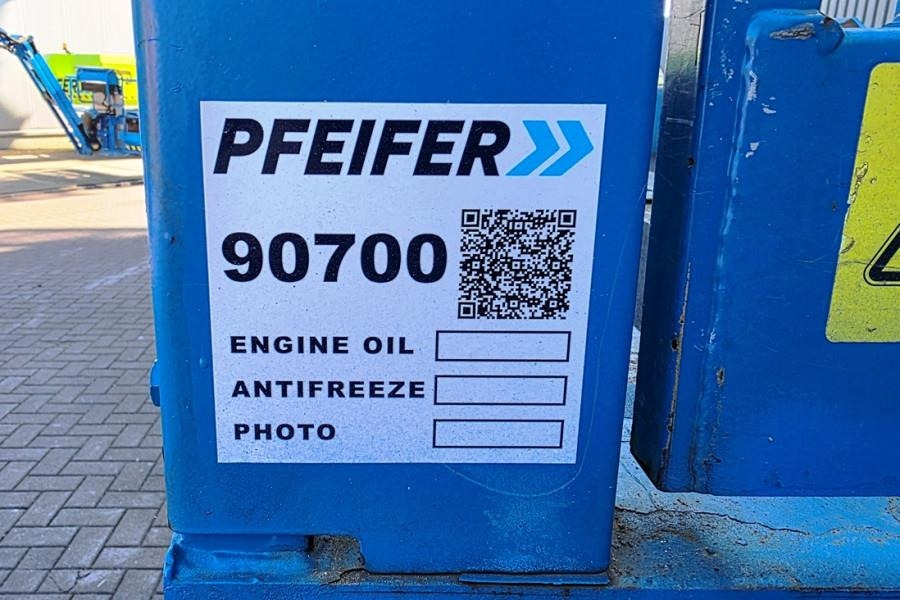 PFEIFER
90700
ENGINE OIL
ANTIFREEZE
PHOTO